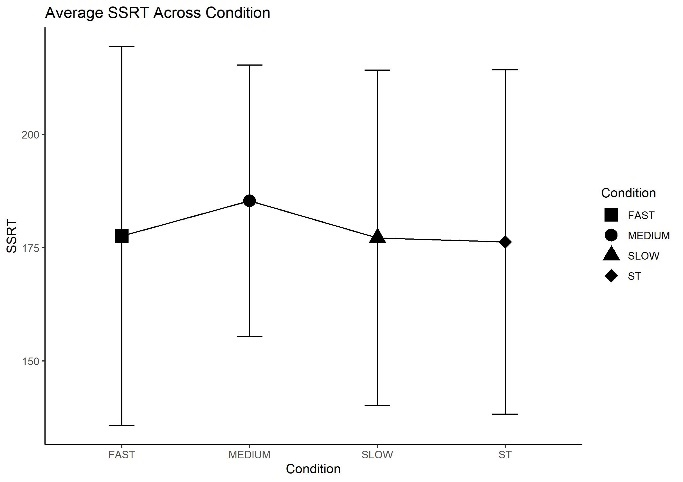 Average SSRT Across Condition
SSRT
200
175
150
FAST
MEDIUM
SLOW
ST
Condition
Condition
FAST
MEDIUM
SLOW
ST